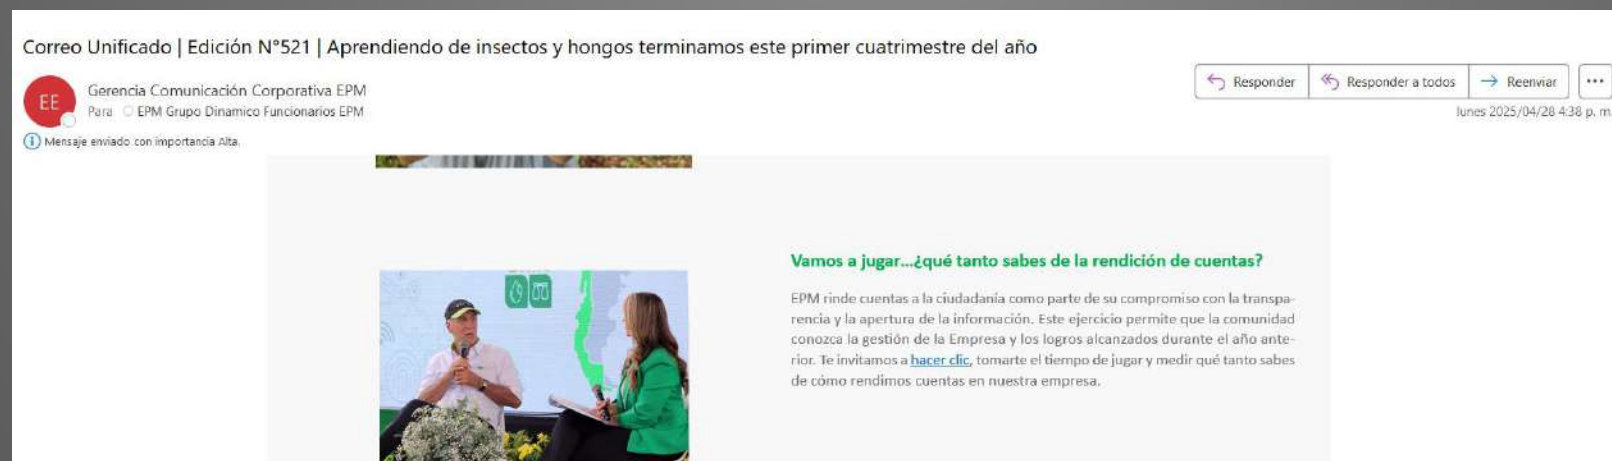 Correo Unificado | Edición N°521 | Aprendiendo de insectos y hongos terminamos este primer cuatrimestre del año
EE
Gerencia Comunicación Corporativa EPM
Para EPM Grupo Dinamico Funcionarios EPM
Responder
Responder a todos
Reenviar
lunes 2025/04/28 4:38 p. m.
Mensaje enviado con importancia Alta.
Vamos a jugar...¿qué tanto sabes de la rendición de cuentas?
EPM rinde cuentas a la ciudadanía como parte de su compromiso con la transpa-
rencia y la apertura de la información. Este ejercicio permite que la comunidad
conozca la gestión de la Empresa y los logros alcanzados durante el año ante-
rior. Te invitamos a hacer clic, tomarte el tiempo de jugar y medir qué tanto sabes
de cómo rendimos cuentas en nuestra empresa.